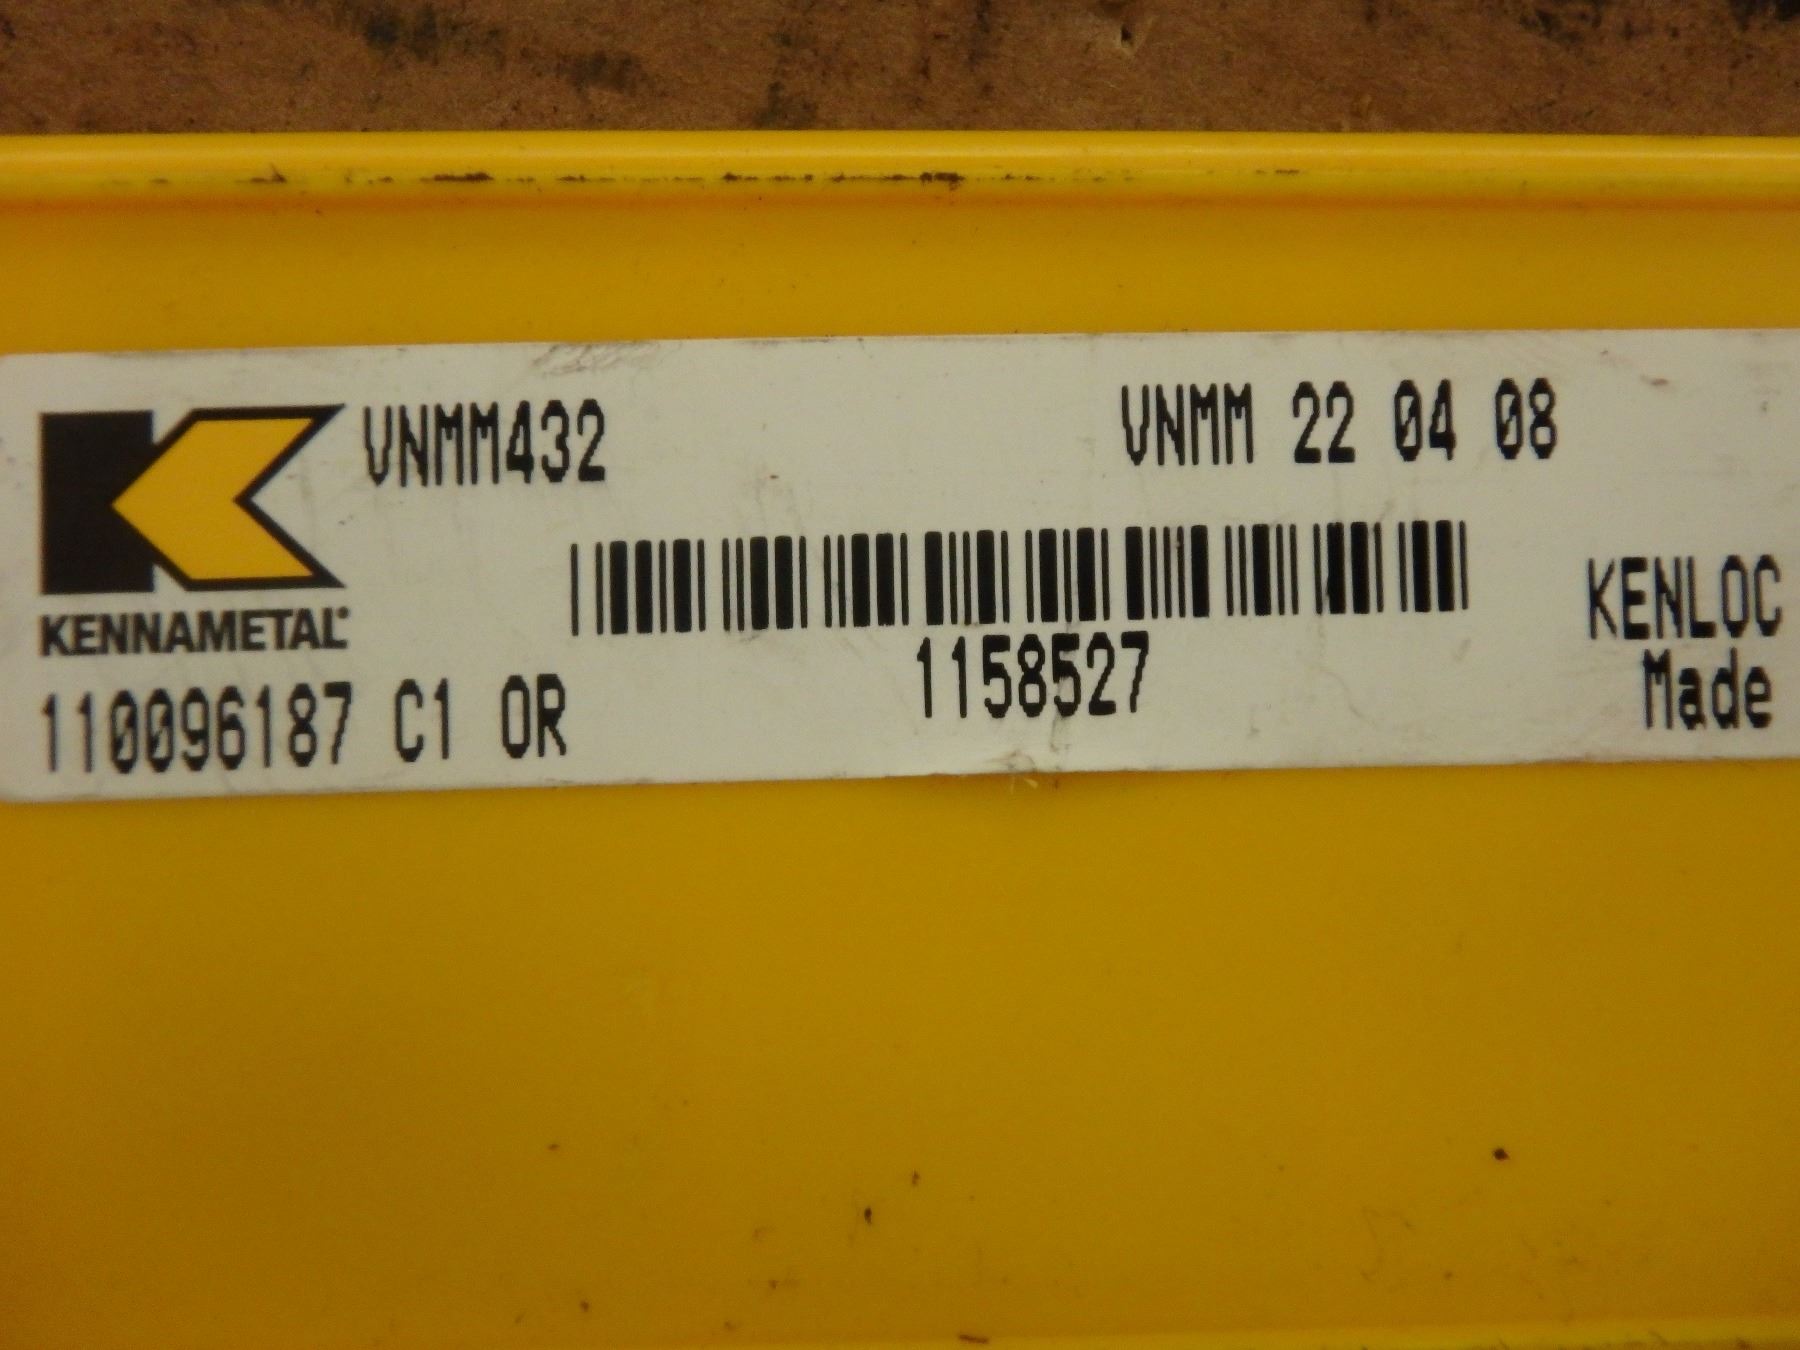 VNMM432 VNMM 22 04 08
KENNAMETAL
KENLOC
1158527
Made
110096187 C1 OR